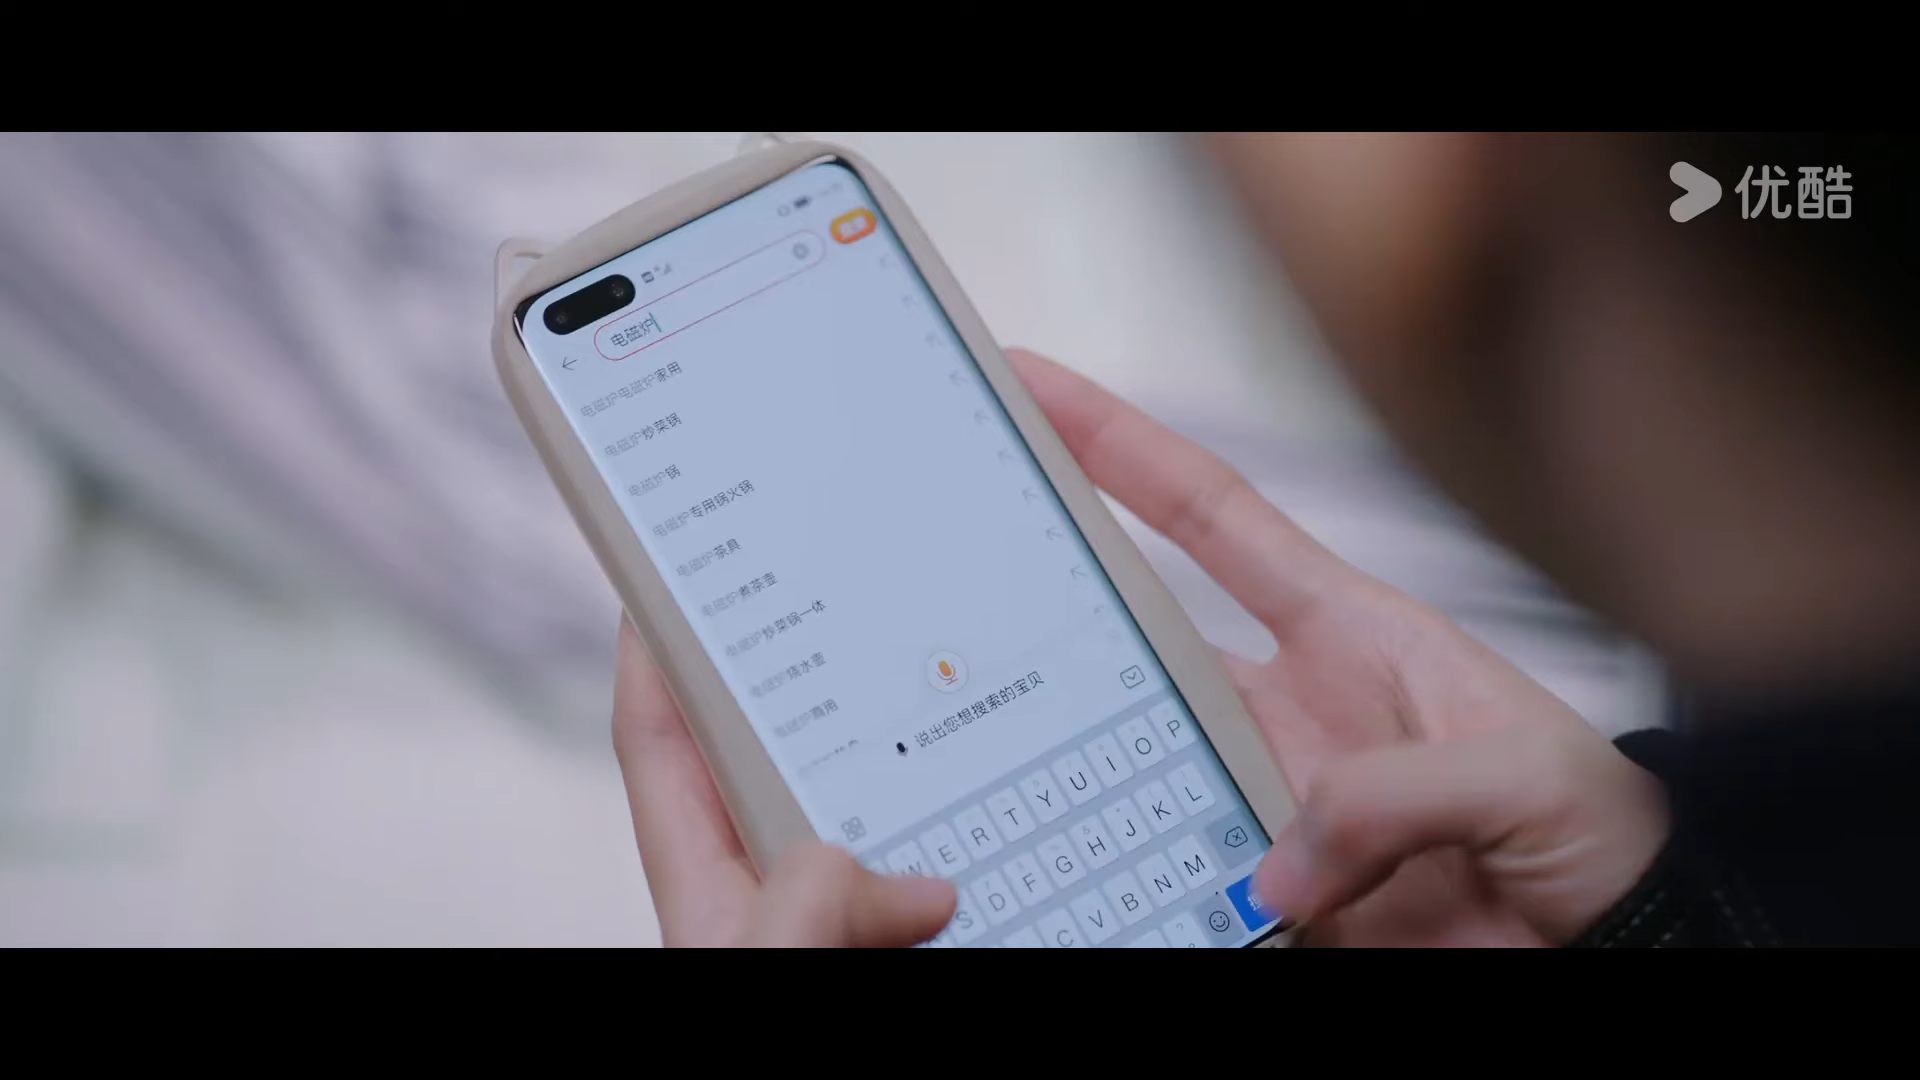 优酷
电磁炉
电磁炉电磁炉家用
电磁炉炒菜锅
电磁炉锅
电磁炉专用锅火锅
电磁炉茶具
电磁炉煮茶壶
电磁炉炒菜锅一体
电磁炉烧水壶
电磁炉商用
说出您想搜索的宝贝
W E R T Y U I O P
A S D F G H J K L
C V B N M